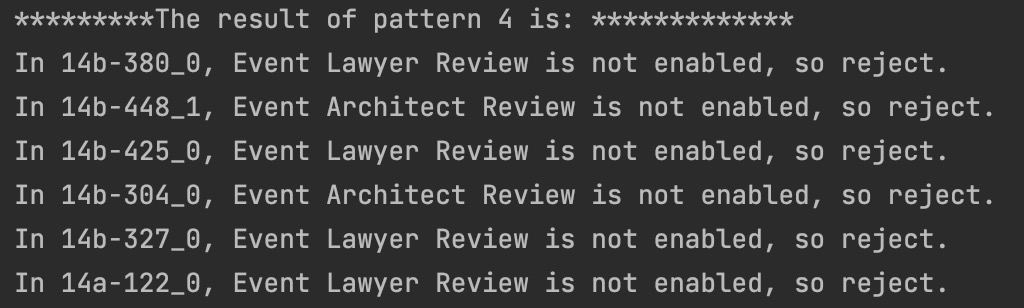 *********The result of pattern 4 is: *************
In 14b-380_0, Event Lawyer Review is not enabled, so reject.
In 14b-448_1, Event Architect Review is not enabled, so reject.
In 14b-425_0, Event Lawyer Review is not enabled, so reject.
In 14b-304_0, Event Architect Review is not enabled, so reject.
In 14b-327_0, Event Lawyer Review is not enabled, so reject.
In 14a-122_0, Event Lawyer Review is not enabled, so reject.